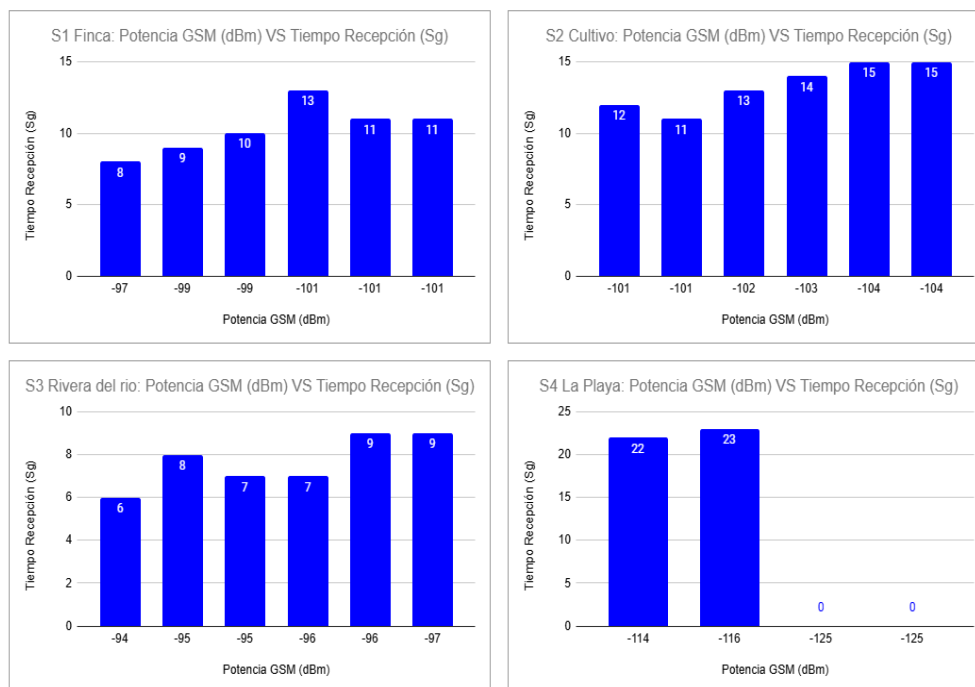 S1 Finca: Potencia GSM (dBm) VS Tiempo Recepción (Sg)
Tiempo Recepción (Sg)
15
10
5
0
8
9
10
13
11
11
-97 -99 -99 -101 -101 -101
Potencia GSM (dBm)
S2 Cultivo: Potencia GSM (dBm) VS Tiempo Recepción (Sg)
Tiempo Recepción (Sg)
15
10
5
0
12
11
13
14
15
15
-101 -101 -102 -103 -104 -104
Potencia GSM (dBm)
S3 Rivera del rio: Potencia GSM (dBm) VS Tiempo Recepción (Sg)
Tiempo Recepción (Sg)
10
8
6
4
2
0
6
8
7
7
9
9
-94 -95 -95 -96 -96 -97
Potencia GSM (dBm)
S4 La Playa: Potencia GSM (dBm) VS Tiempo Recepción (Sg)
Tiempo Recepción (Sg)
25
20
15
10
5
0
22
23
0
0
-114 -116 -125 -125
Potencia GSM (dBm)